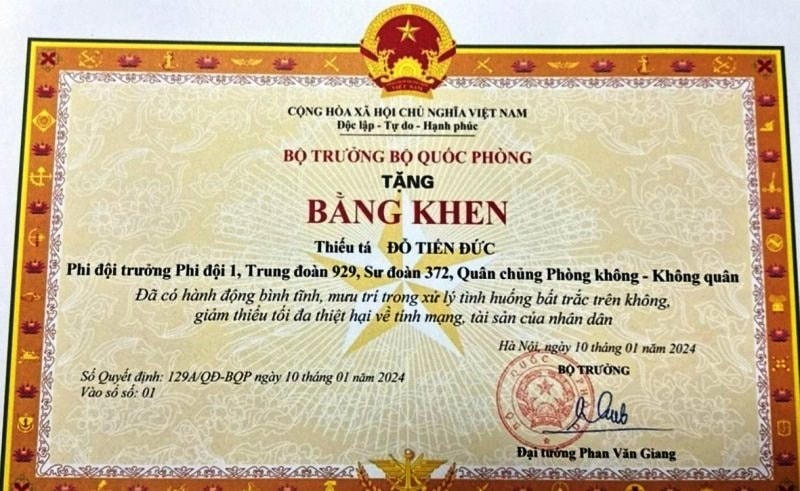 VIỆT NAM
CỘNG HÒA XÃ HỘI CHỦ NGHĨA VIỆT NAM
Độc lập - Tự do - Hạnh phúc
BỘ TRƯỞNG BỘ QUỐC PHÒNG
TẶNG
BẰNG KHEN
Thiếu tá ĐỖ TIẾN ĐỨC
Phi đội trưởng Phi đội 1, Trung đoàn 929, Sư đoàn 372, Quân chủng Phòng không - Không quân
Đã có hành động bình tĩnh, mưu trí trong xử lý tình huống bất trắc trên không,
giảm thiểu tối đa thiệt hại về tính mạng, tài sản của nhân dân
Hà Nội, ngày 10 tháng 01 năm 2024
Số Quyết định: 129A/QĐ-BQP ngày 10 tháng 01 năm 2024
Vào sổ số: 01
BỘ TRƯỞNG
Đại tướng Phan Văn Giang